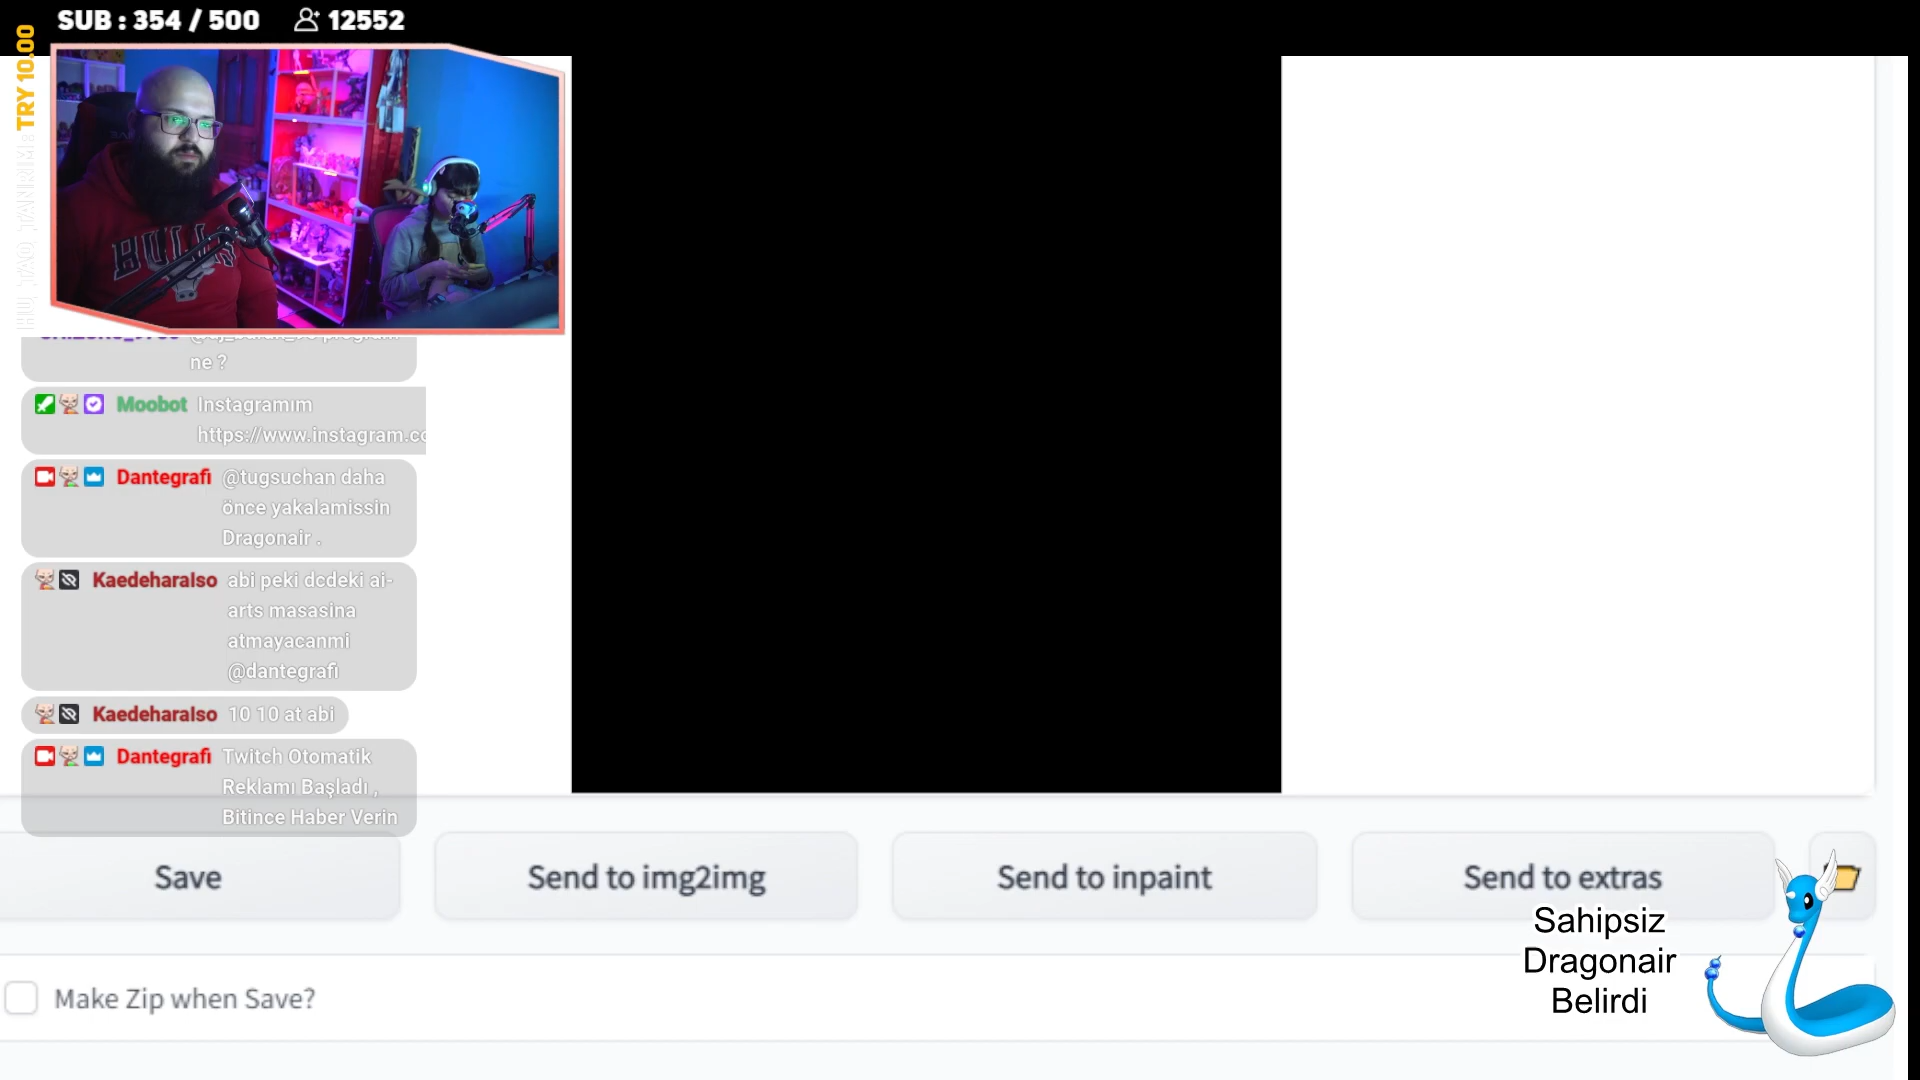 SUB : 354 / 500 12552
TRY 10.00
BULLS
ne ?
Moobot Instagramım
https://www.instagram.co
Dantegrafi @tugsuchan daha
önce yakalamissin
Dragonair .
KaedeharaIso abi peki dcdeki ai-
arts masasina
atmayacanmi
@dantegrafi
KaedeharaIso 10 10 at abi
Dantegrafi Twitch Otomatik
Reklamı Başladı ,
Bitince Haber Verin
Save
Send to img2img
Send to inpaint
Send to extras
Make Zip when Save?
Sahipsiz
Dragonair
Belirdi